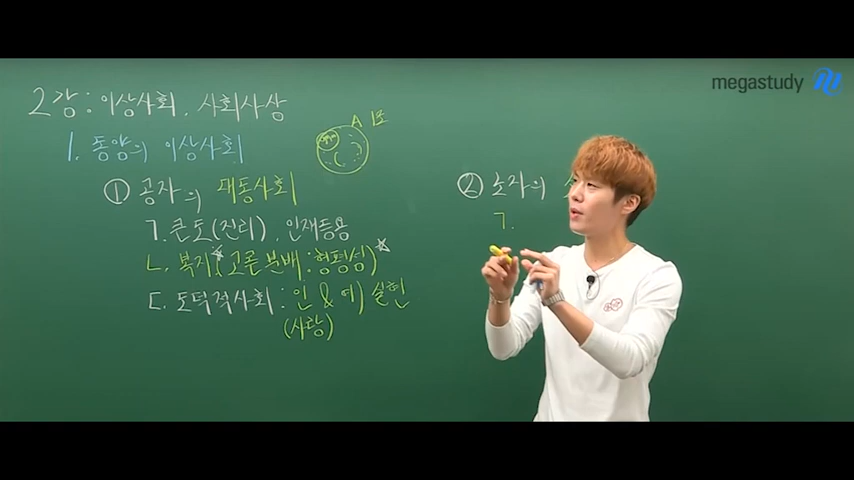 megastudy
2강: 이상사회, 사회사상
1. 동양의 이상사회
A
① 공자의 대동사회
ㄱ. 큰도(진리), 인재등용
ㄴ. 복지(고른분배:형평성)
ㄷ. 도덕적사회: 인 & 예) 실현
(사랑)
② 노자의
ㄱ.